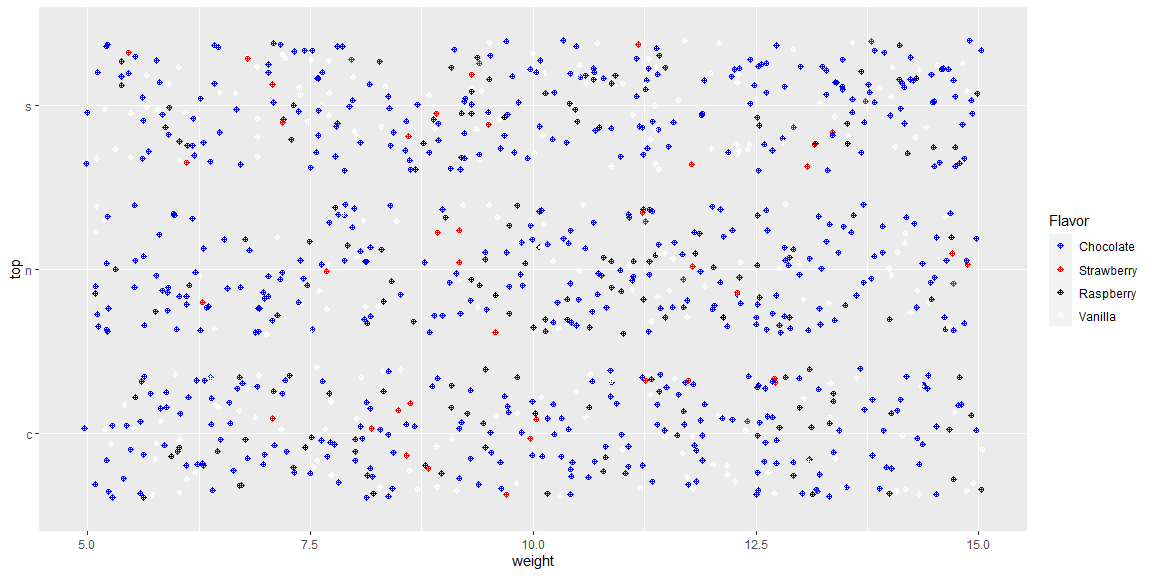 s
n
c
top
5.0 7.5 10.0 12.5 15.0
weight
Flavor
Chocolate
Strawberry
Raspberry
Vanilla